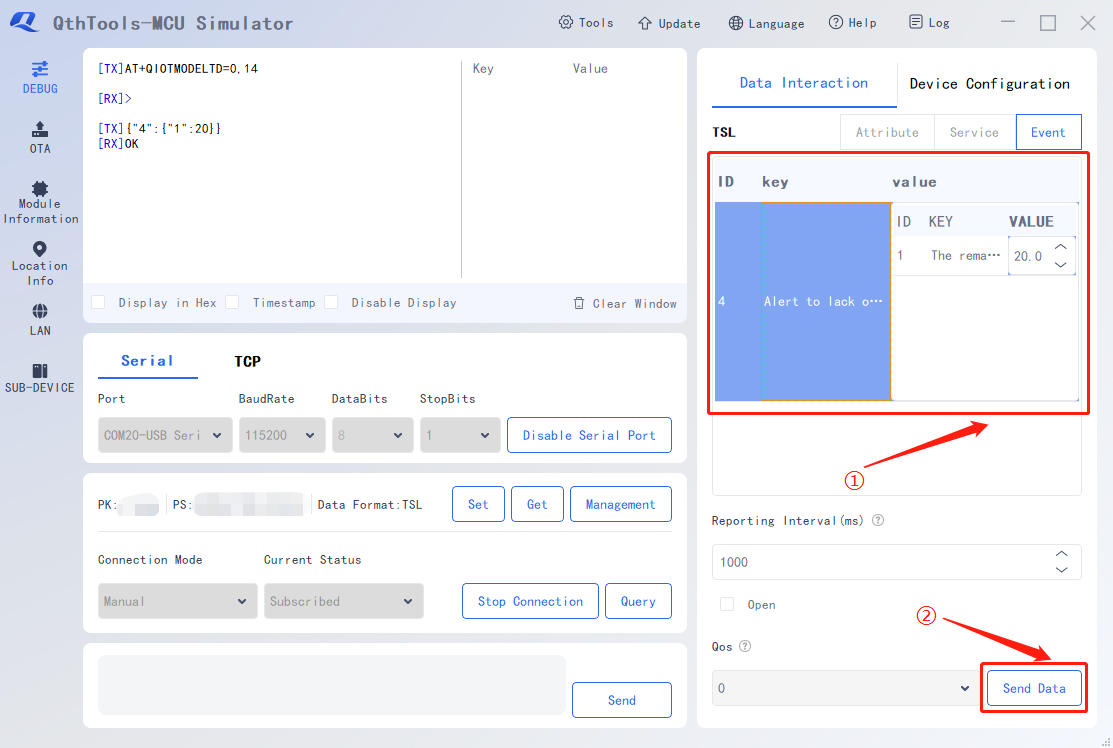 QthTools-MCU Simulator
Tools
Update
Language
Help
Log
DEBUG
OTA
Module
Information
Location
Info
LAN
SUB-DEVICE
[TX]AT+QIOTMODELTD=0,14
[RX]>
[TX]{"4":{"1":20}}
[RX]OK
Key Value
Display in Hex
Timestamp
Disable Display
Clear Window
Serial TCP
Port BaudRate DataBits StopBits
COM20-USB Seri 115200 8 1 Disable Serial Port
PK: PS: Data Format:TSL Set Get Management
Connection Mode Current Status
Manual Subscribed Stop Connection Query
Send
Data Interaction Device Configuration
TSL Attribute Service Event
ID key value
ID KEY VALUE
1 The rema… 20.0
4 Alert to lack o…
①
Reporting Interval(ms)
1000
Open
②
Qos
0 Send Data